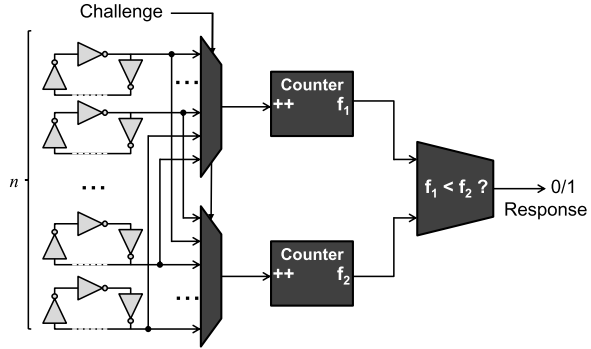 Challenge
...
Counter
++ f1
n
...
f1 < f2 ?
0/1
Response
Counter
++ f2
...